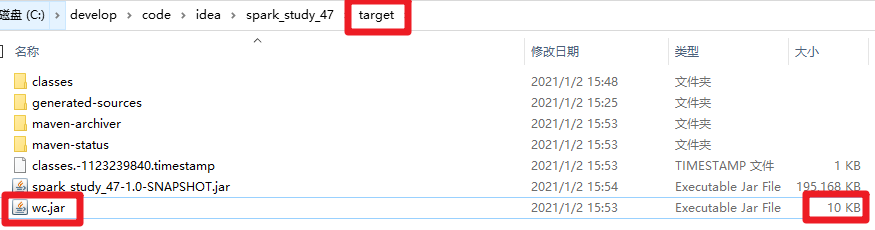 磁盘 (C:) develop code idea spark_study_47 target
名称 修改日期 类型 大小
classes 2021/1/2 15:48 文件夹
generated-sources 2021/1/2 15:25 文件夹
maven-archiver 2021/1/2 15:53 文件夹
maven-status 2021/1/2 15:53 文件夹
classes.-1123239840.timestamp 2021/1/2 15:53 TIMESTAMP 文件 1 KB
spark_study_47-1.0-SNAPSHOT.jar 2021/1/2 15:54 Executable Jar File 195,168 KB
wc.jar 2021/1/2 15:53 Executable Jar File 10 KB